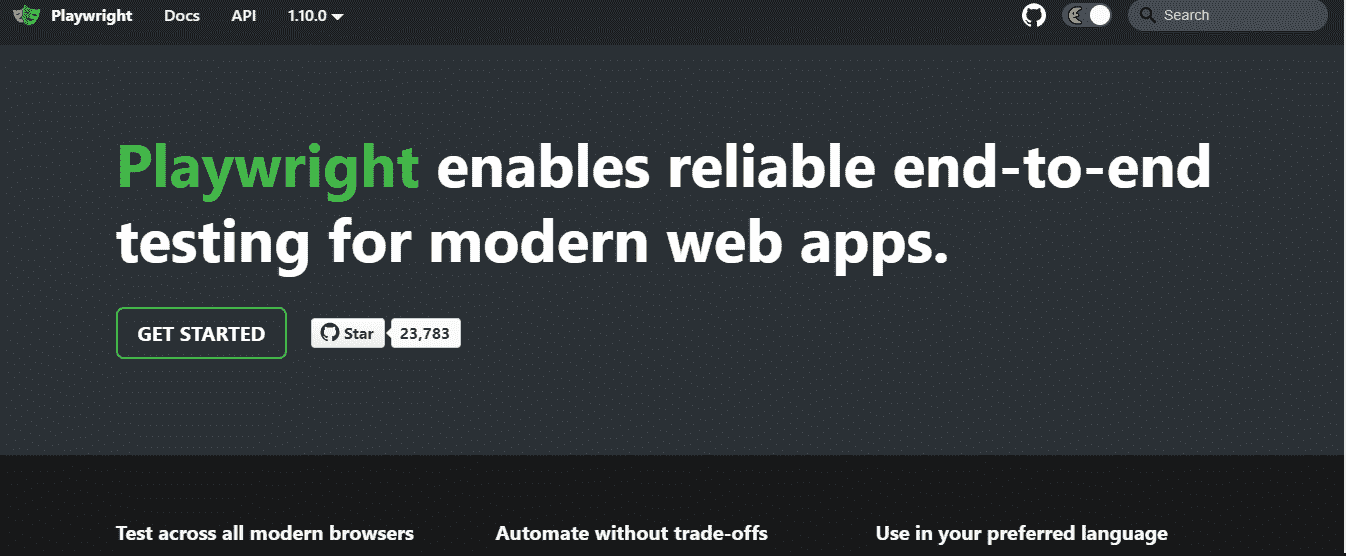 Playwright Docs API 1.10.0 Search
Playwright enables reliable end-to-end
testing for modern web apps.
GET STARTED Star 23,783
Test across all modern browsers Automate without trade-offs Use in your preferred language